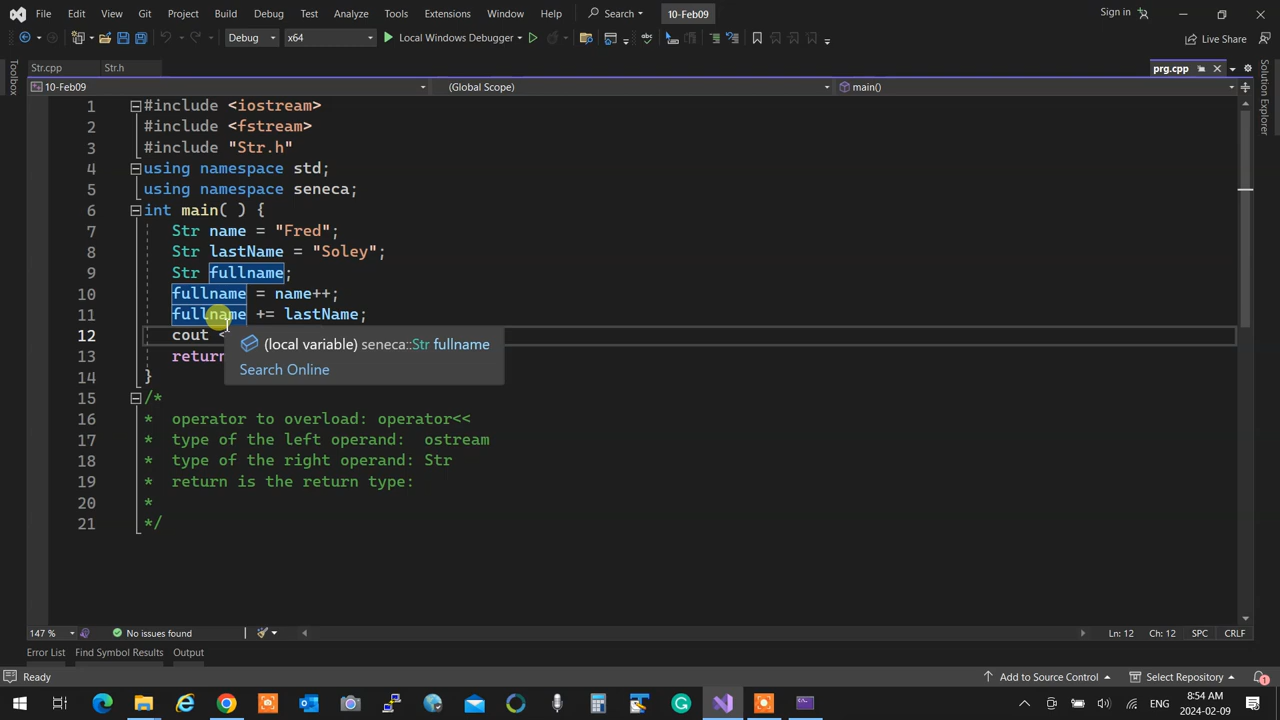 File Edit View Git Project Build Debug Test Analyze Tools Extensions Window Help Search 10-Feb09 Sign in
Debug x64 Local Windows Debugger Live Share
Toolbox
Str.cpp Str.h prg.cpp
10-Feb09 (Global Scope) main()
Solution Explorer
1 #include <iostream>
2 #include <fstream>
3 #include "Str.h"
4 using namespace std;
5 using namespace seneca;
6 int main( ) {
7 Str name = "Fred";
8 Str lastName = "Soley";
9 Str fullname;
10 fullname = name++;
11 fullname += lastName;
12 cout <
(local variable) seneca::Str fullname
13 return
Search Online
14 }
15 /*
16 * operator to overload: operator<<
17 * type of the left operand: ostream
18 * type of the right operand: Str
19 * return is the return type:
20 *
21 */
147 % No issues found Ln: 12 Ch: 12 SPC CRLF
Error List Find Symbol Results Output
Ready Add to Source Control Select Repository 1
ENG 8:54 AM
2024-02-09